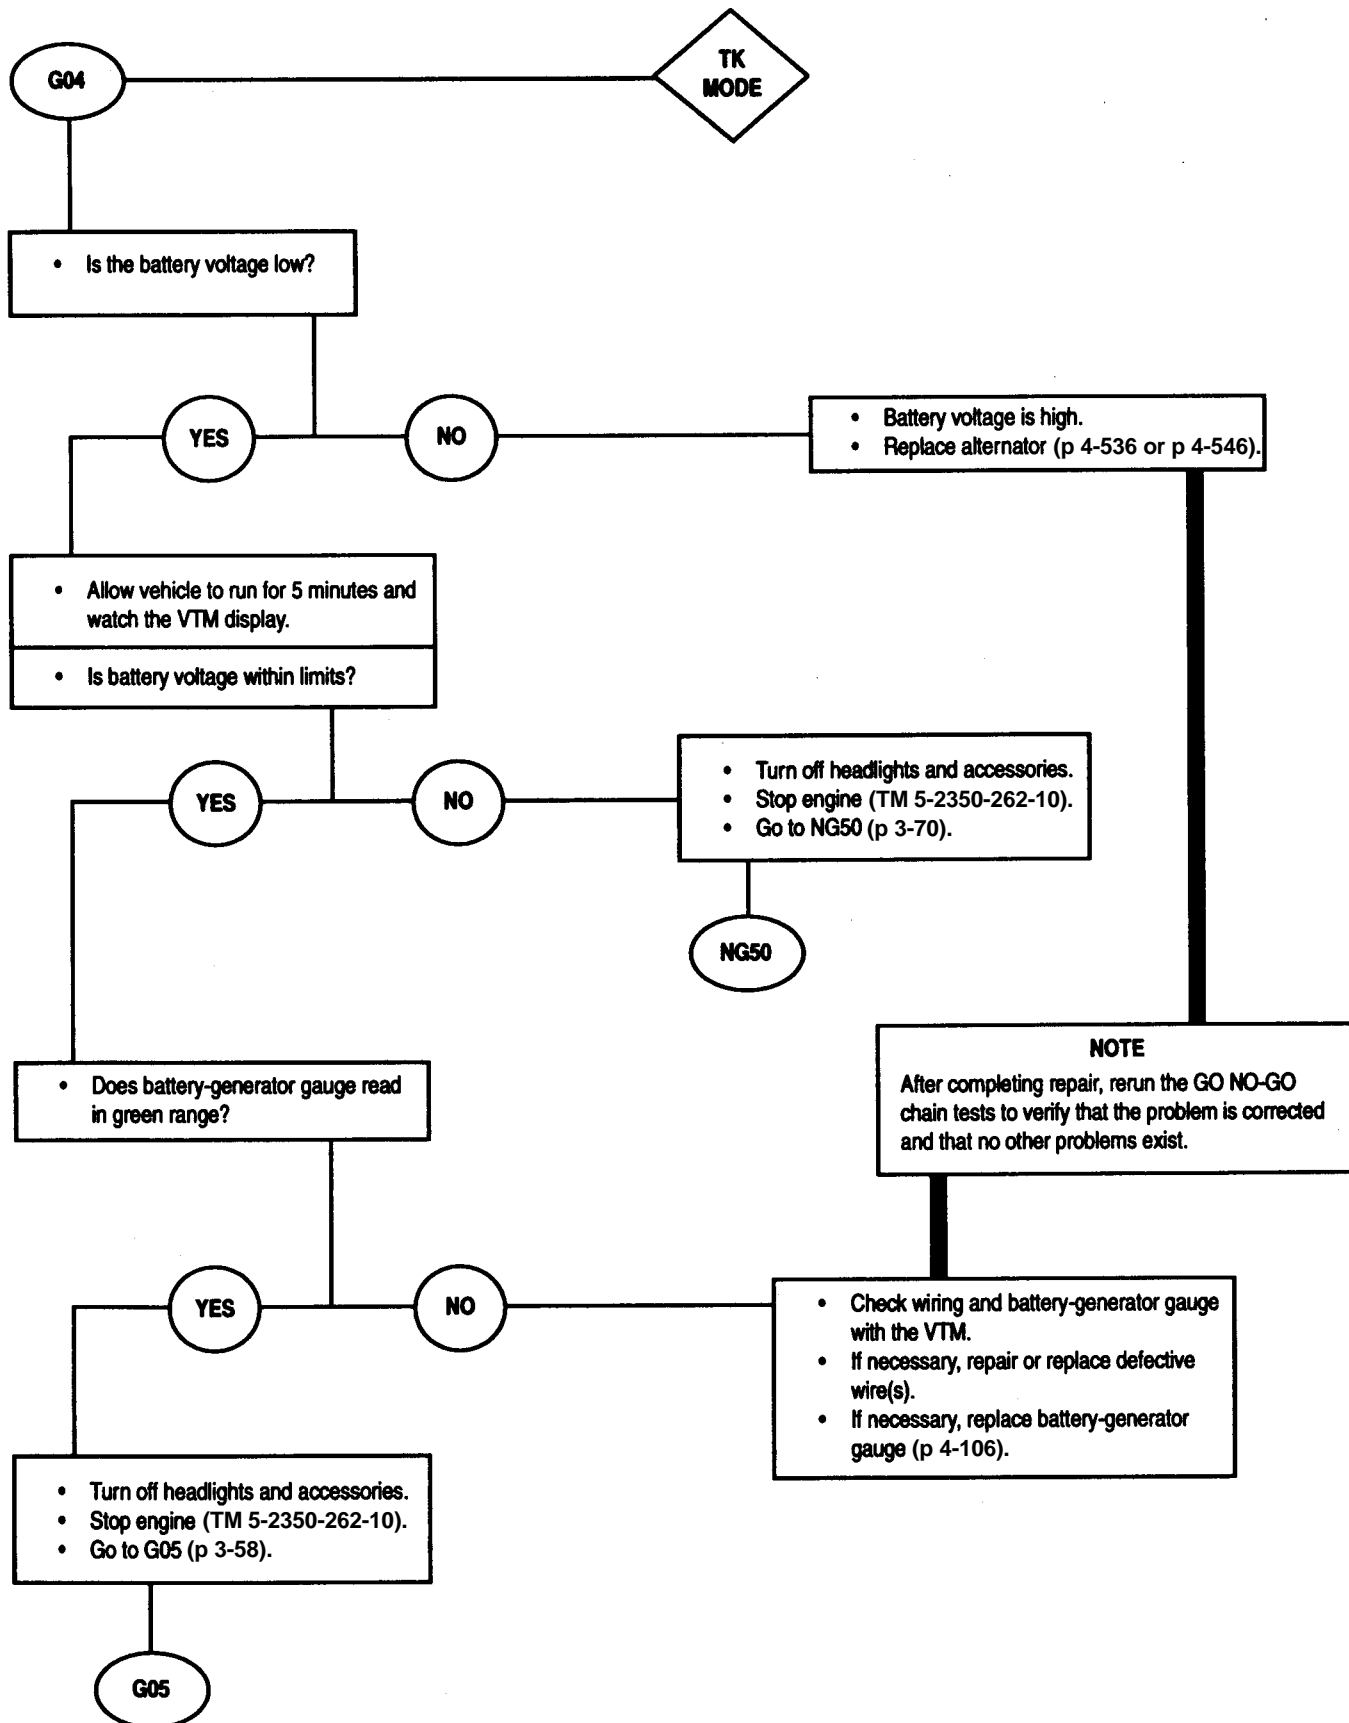 G04
TK
MODE
• Is the battery voltage low?
YES
NO
• Battery voltage is high.
• Replace alternator (p 4-536 or p 4-546).
• Allow vehicle to run for 5 minutes and
watch the VTM display.
• Is battery voltage within limits?
YES
NO
• Turn off headlights and accessories.
• Stop engine (TM 5-2350-262-10).
• Go to NG50 (p 3-70).
NG50
NOTE
After completing repair, rerun the GO NO-GO
chain tests to verify that the problem is corrected
and that no other problems exist.
• Does battery-generator gauge read
in green range?
YES
NO
• Check wiring and battery-generator gauge
with the VTM.
• If necessary, repair or replace defective
wire(s).
• If necessary, replace battery-generator
gauge (p 4-106).
• Turn off headlights and accessories.
• Stop engine (TM 5-2350-262-10).
• Go to G05 (p 3-58).
G05